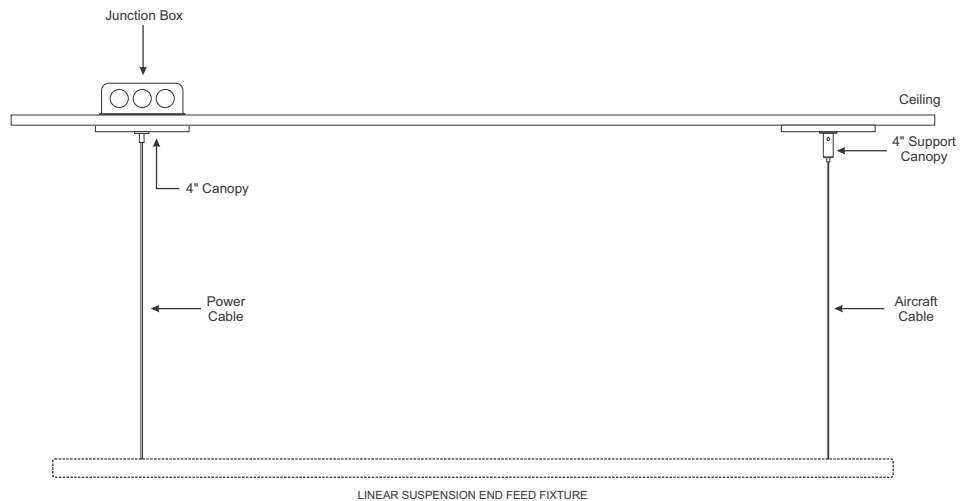 Junction Box
Ceiling
4" Support
Canopy
4" Canopy
Power
Cable
Aircraft
Cable
LINEAR SUSPENSION END FEED FIXTURE